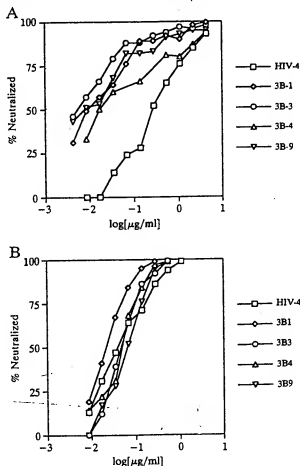 A
100
75
50
25
0
% Neutralized
−3
−2
−1
0
1
log[μg/ml]
HIV-4
3B-1
3B-3
3B-4
3B-9
B
100
75
50
25
0
% Neutralized
−3
−2
−1
0
1
log[μg/ml]
HIV-4
3B1
3B3
3B4
3B9